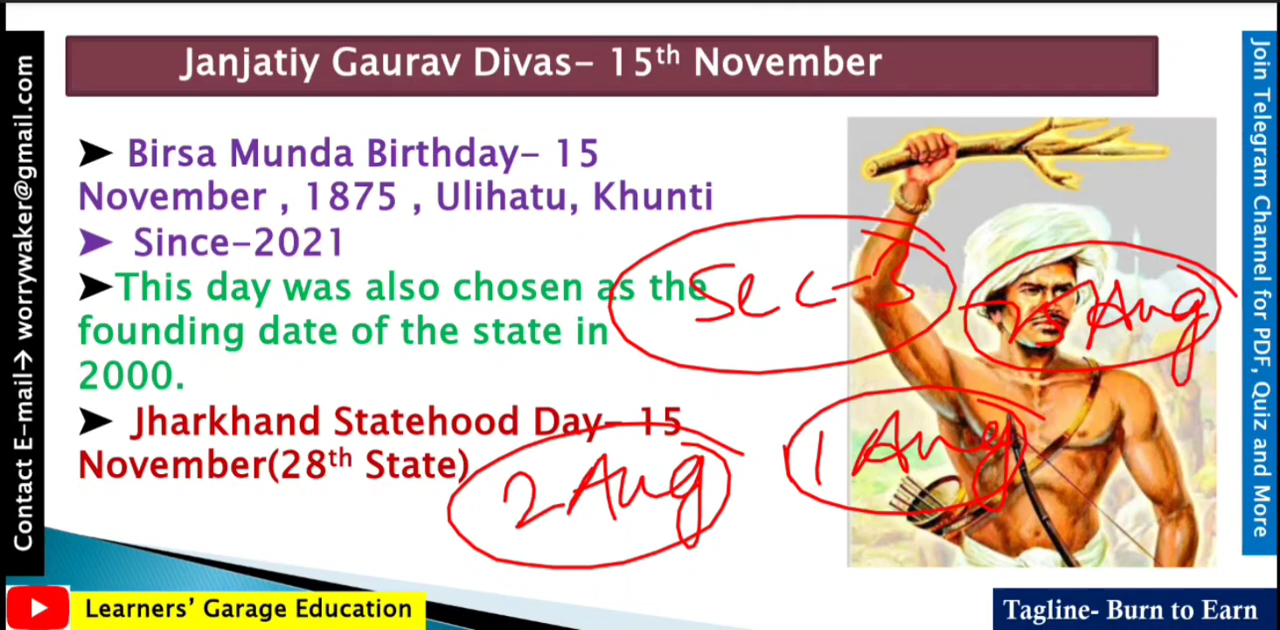 Janjatiy Gaurav Divas- 15th November
➤ Birsa Munda Birthday- 15
November , 1875 , Ulihatu, Khunti
➤ Since-2021
➤This day was also chosen as the
founding date of the state in
2000.
➤ Jharkhand Statehood Day- 15
November(28th State)
Sec-3
Aug
1 Aug
2 Aug
Contact E-mail→ worrywaker@gmail.com
Join Telegram Channel for PDF, Quiz and More
Learners' Garage Education
Tagline- Burn to Earn